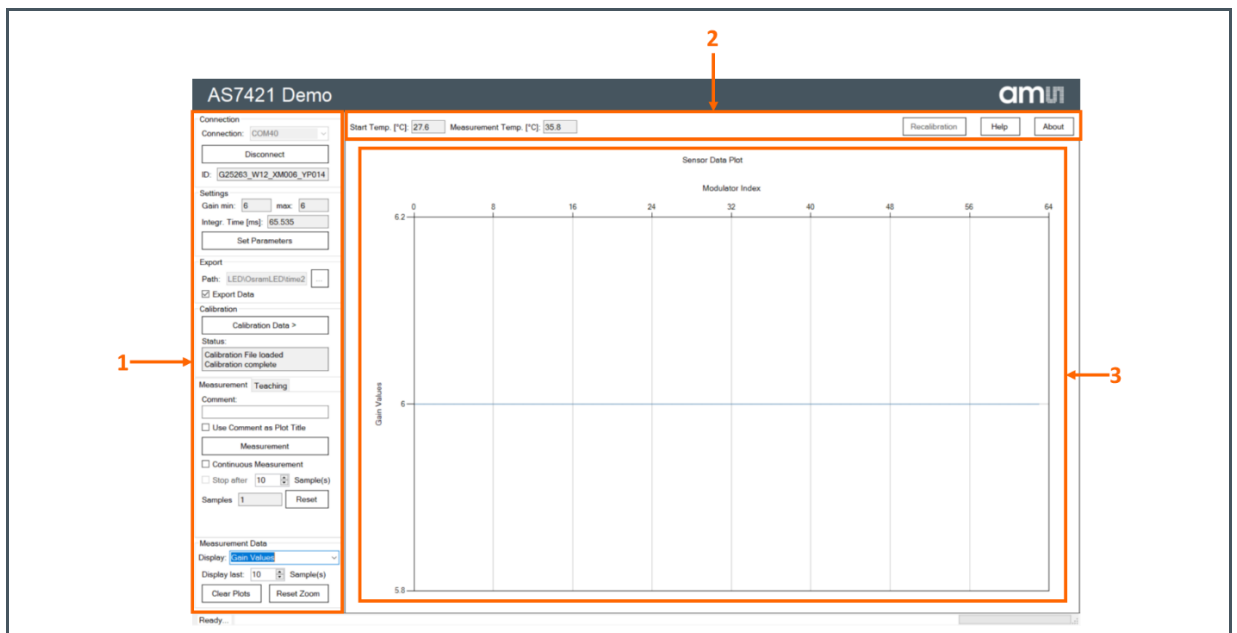 2
AS7421 Demo
amu
Connection
Connection: COM40
Disconnect
ID: G25263_W12_XM006_YP014
Settings
Gain min: 6 max: 6
Integr. Time [ms]: 65.535
Set Parameters
Export
Path: LED\OsramLED\time2 ...
Export Data
Calibration
Calibration Data >
Status:
Calibration File loaded
Calibration complete
1
Measurement Teaching
Comment:
Use Comment as Plot Title
Measurement
Continuous Measurement
Stop after 10 Sample(s)
Samples 1 Reset
Measurement Data
Display: Gain Values
Display last: 10 Sample(s)
Clear Plots Reset Zoom
Ready...
Start Temp. [°C]: 27.6 Measurement Temp. [°C]: 35.8
Recalibration Help About
Sensor Data Plot
Modulator Index
0 8 16 24 32 40 48 56 64
6.2
Gain Values
6
5.8
3